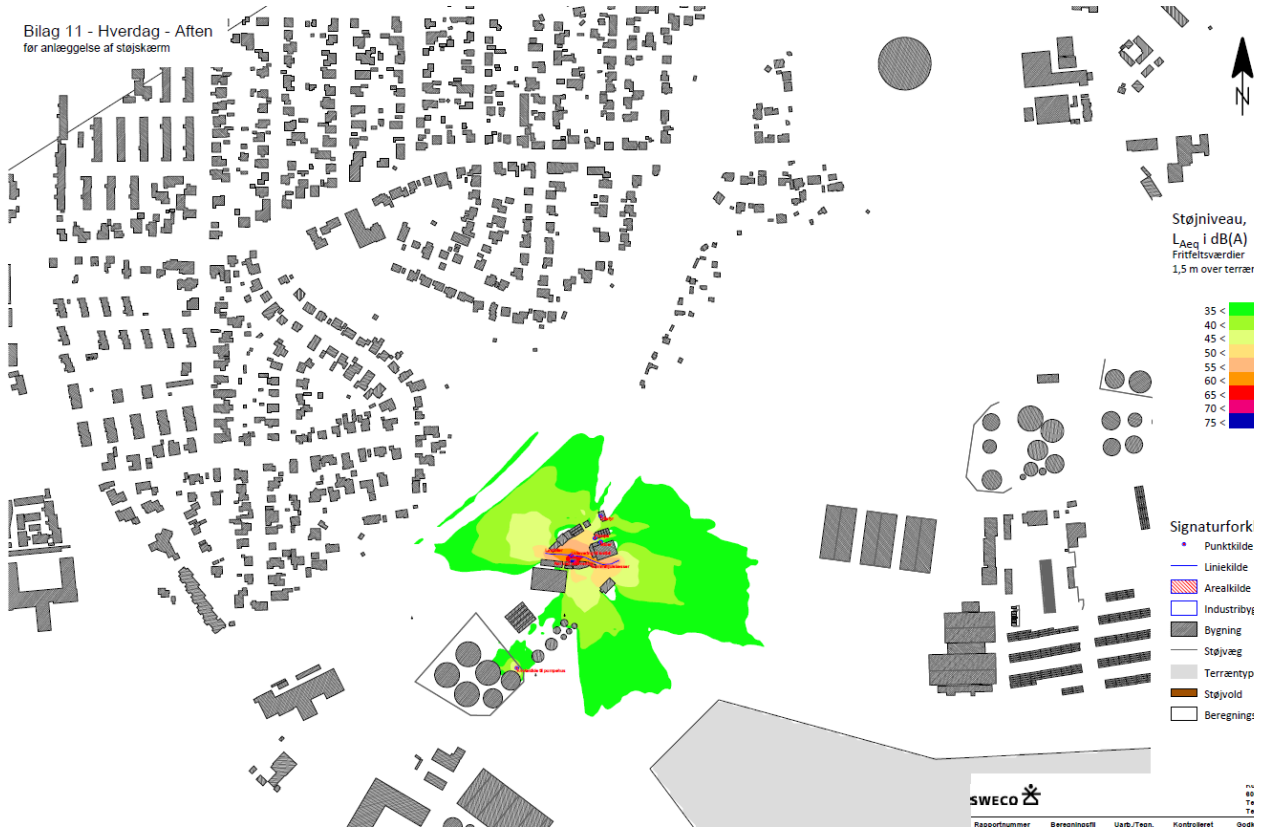 Bilag 11 - Hverdag - Aften
før anlæggelse af støjskærm
N
Støjniveau,
LAeq i dB(A)
Fritfeltsværdier
1,5 m over terræn
35 <
40 <
45 <
50 <
55 <
60 <
65 <
70 <
75 <
Signaturfork
Punktkilde
Liniekilde
Arealkilde
Industribyg
Bygning
Støjvæg
Terræntyp
Støjvold
Beregnings
SWECO
Rapportnummer Beregningsfil Uarb./Tegn. Kontrolleret Godk